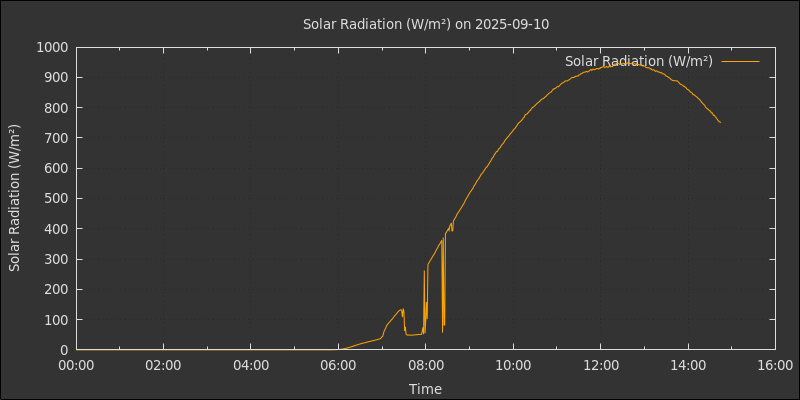 Solar Radiation (W/m²) on 2025-09-10
Solar Radiation (W/m²)
1000
900
800
700
600
500
400
300
200
100
0
Solar Radiation (W/m²)
00:00 02:00 04:00 06:00 08:00 10:00 12:00 14:00 16:00
Time